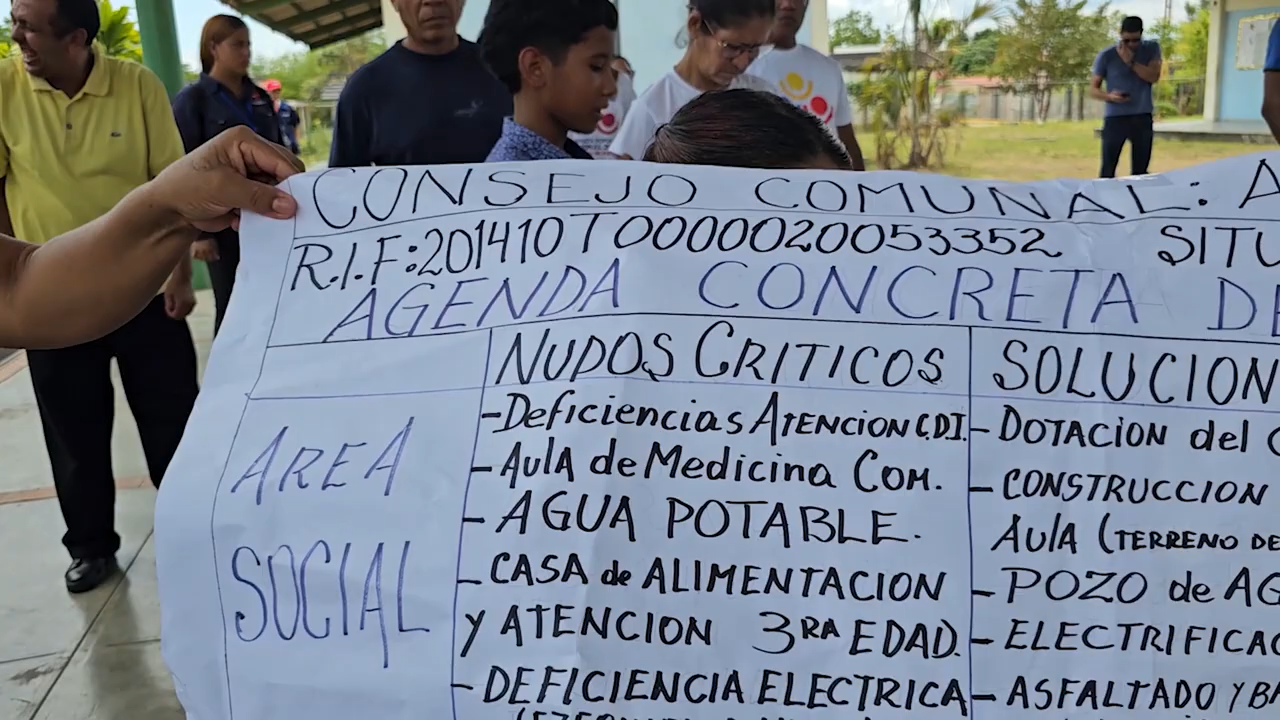 CONSEJO COMUNAL: A
R.I.F:201410T0000020053352 SITU
AGENDA CONCRETA DE
NUDOS CRITICOS SOLUCION
AREA SOCIAL
-Deficiencias ATENCION C.D.I.
-Aula de Medicina Com.
-AGUA POTABLE.
-CASA de ALIMENTACION
y ATENCION 3RA EDAD.
-DEFICIENCIA ELECTRICA
-DOTACION del
-CONSTRUCCION
AULA (TERRENO DE
-POZO de AG
-ELECTRIFICAC
-ASFALTADO Y BA